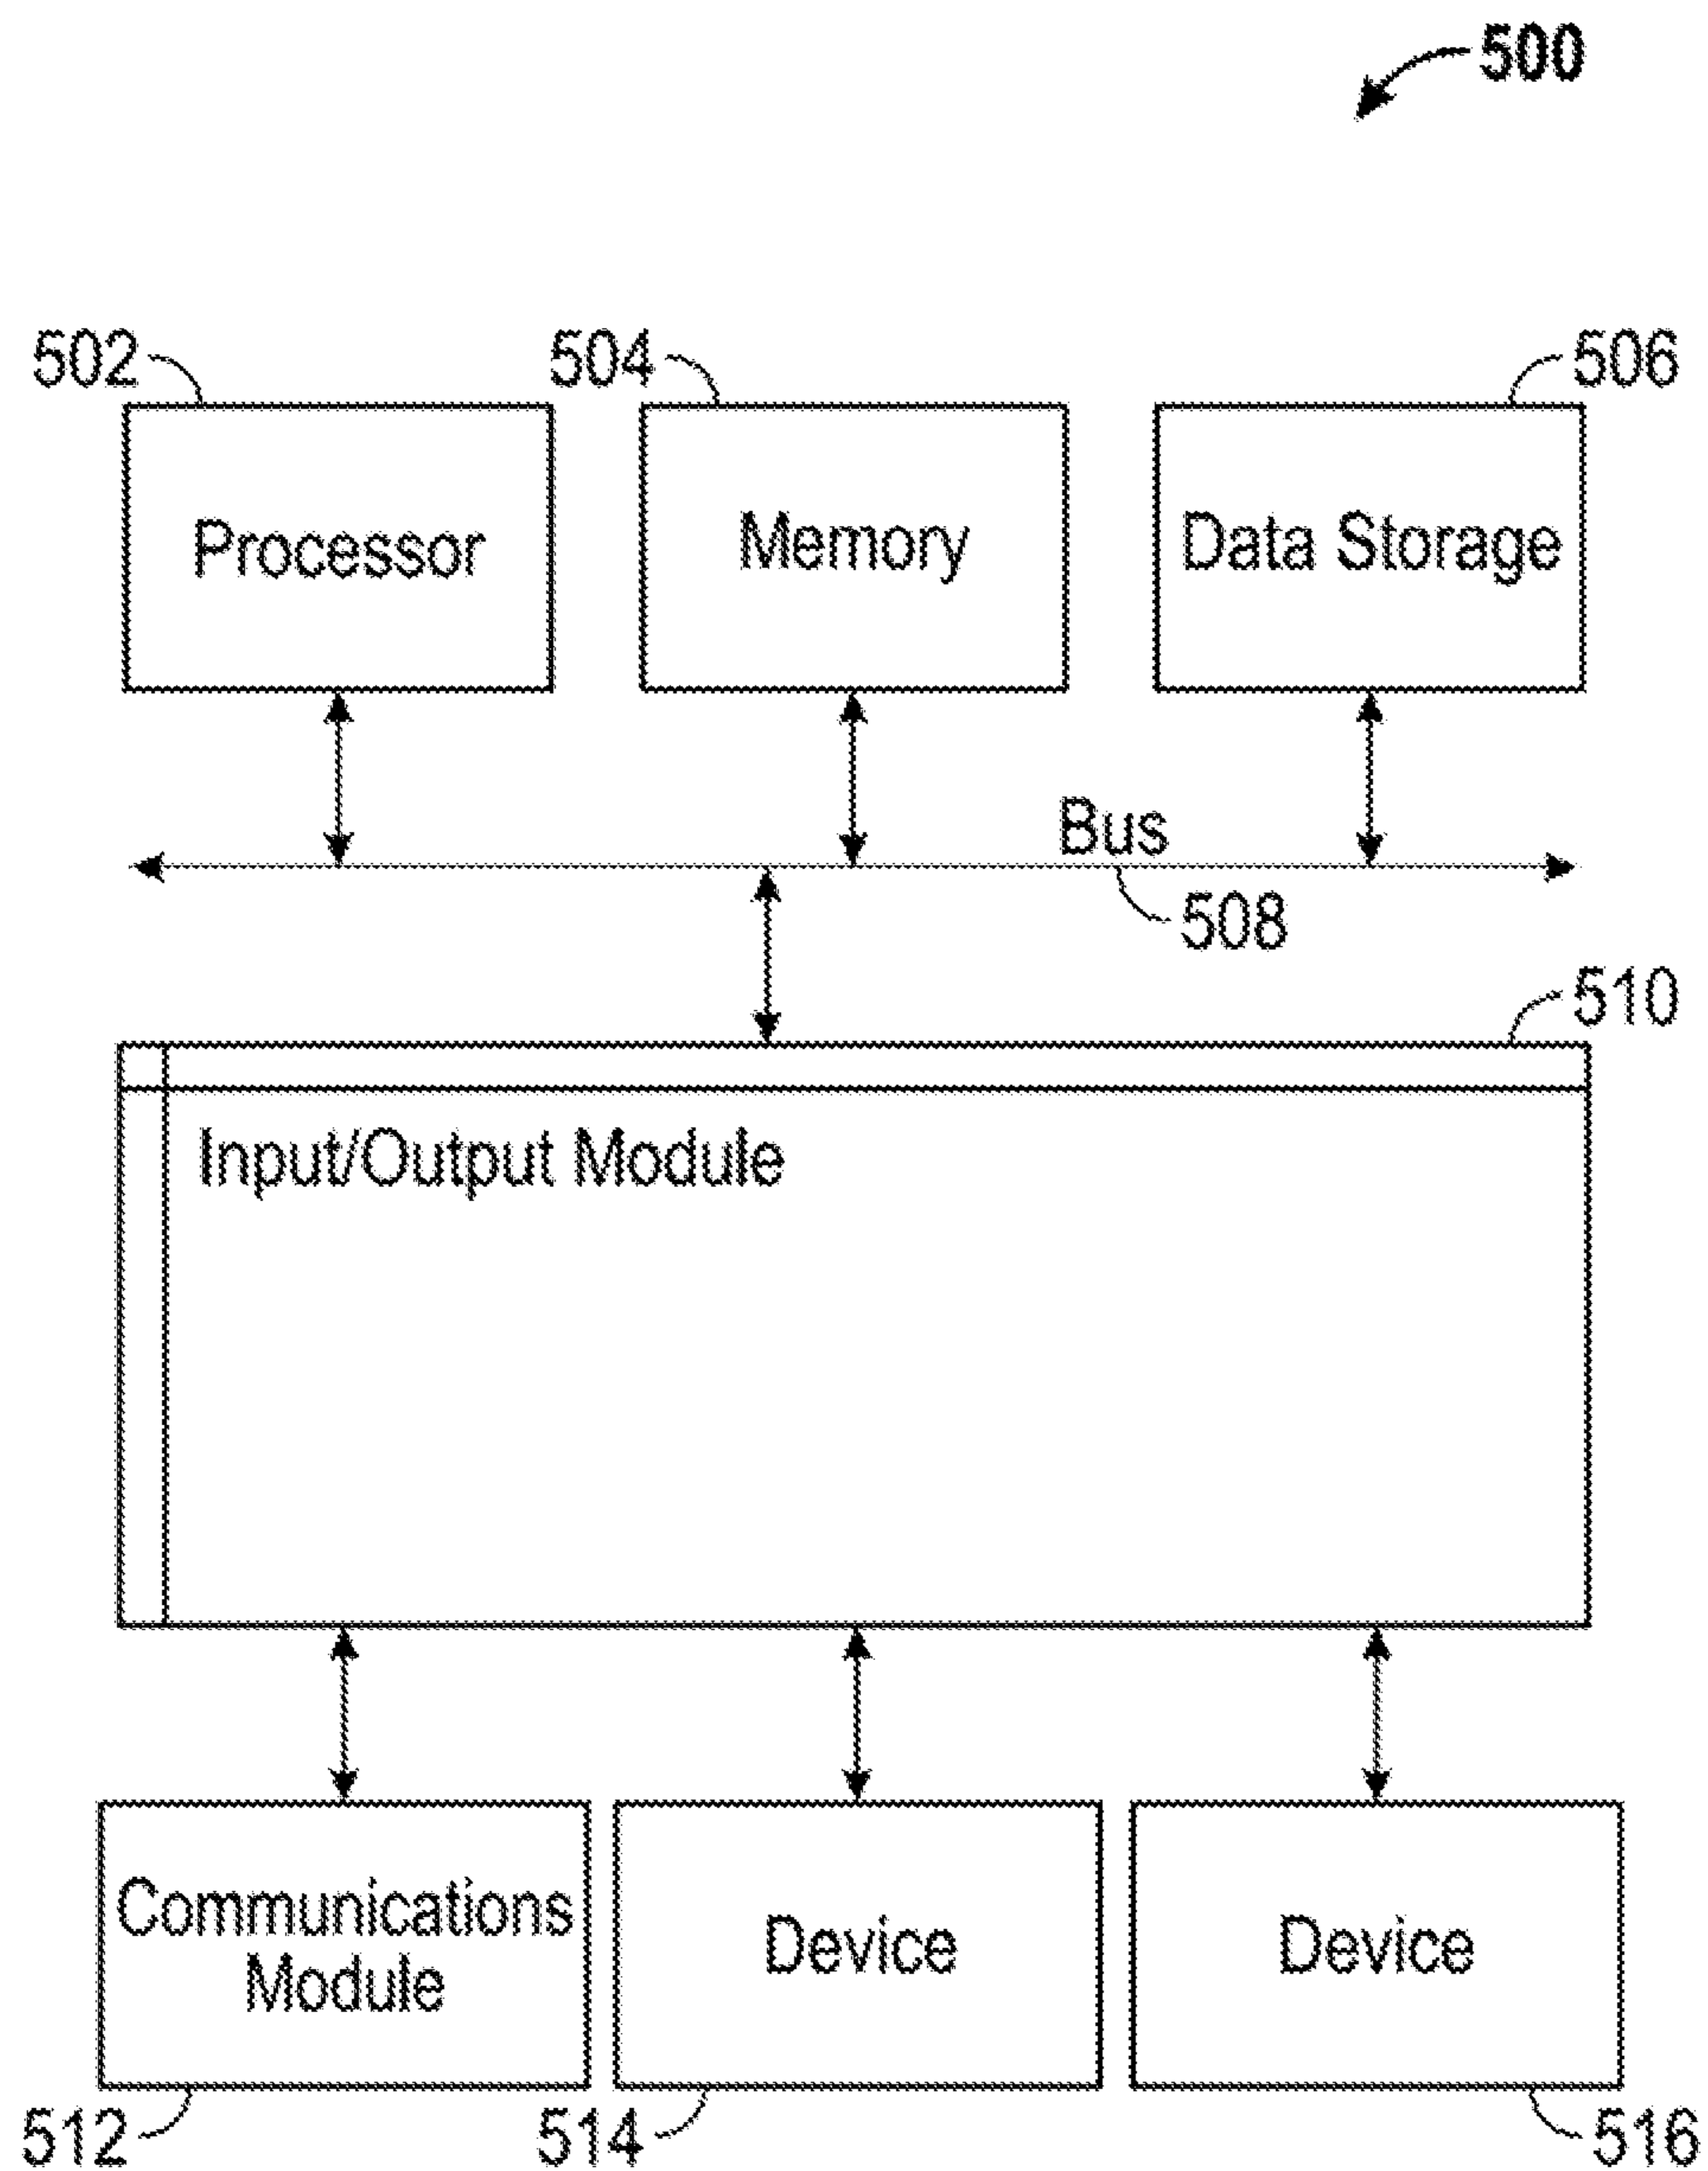 500
502
504
506
Processor
Memory
Data Storage
Bus
508
510
Input/Output Module
Communications
Module
Device
Device
512
514
516